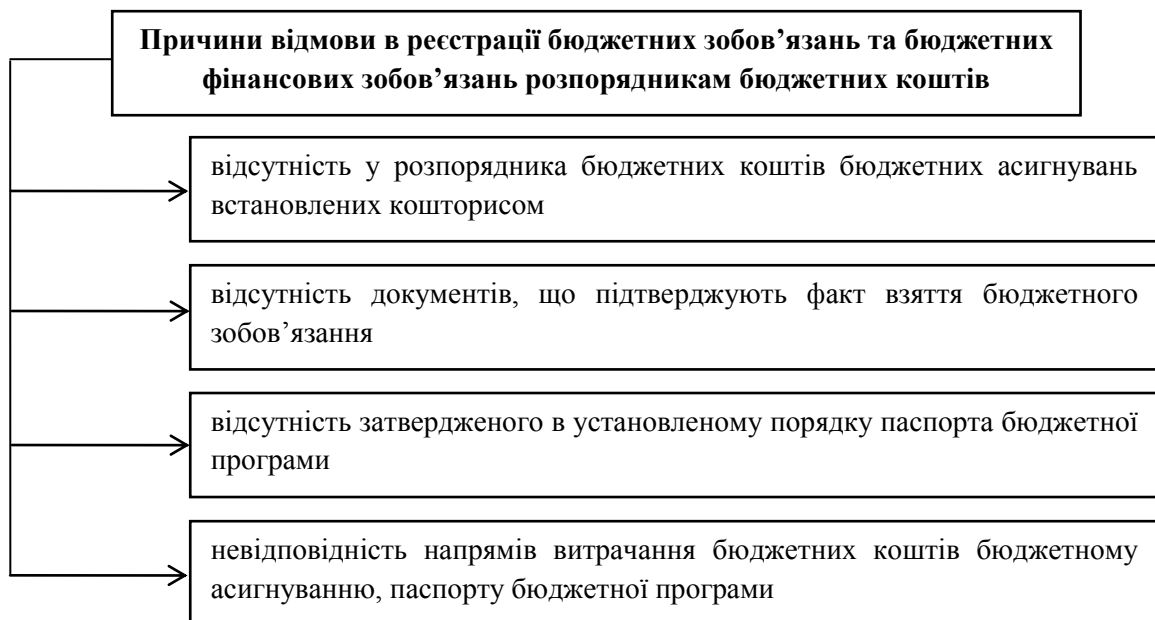 Причини відмови в реєстрації бюджетних зобов’язань та бюджетних
фінансових зобов’язань розпорядникам бюджетних коштів
відсутність у розпорядника бюджетних коштів бюджетних асигнувань
встановлених кошторисом
відсутність документів, що підтверджують факт взяття бюджетного
зобов’язання
відсутність затвердженого в установленому порядку паспорта бюджетної
програми
невідповідність напрямів витрачання бюджетних коштів бюджетному
асигнуванню, паспорту бюджетної програми